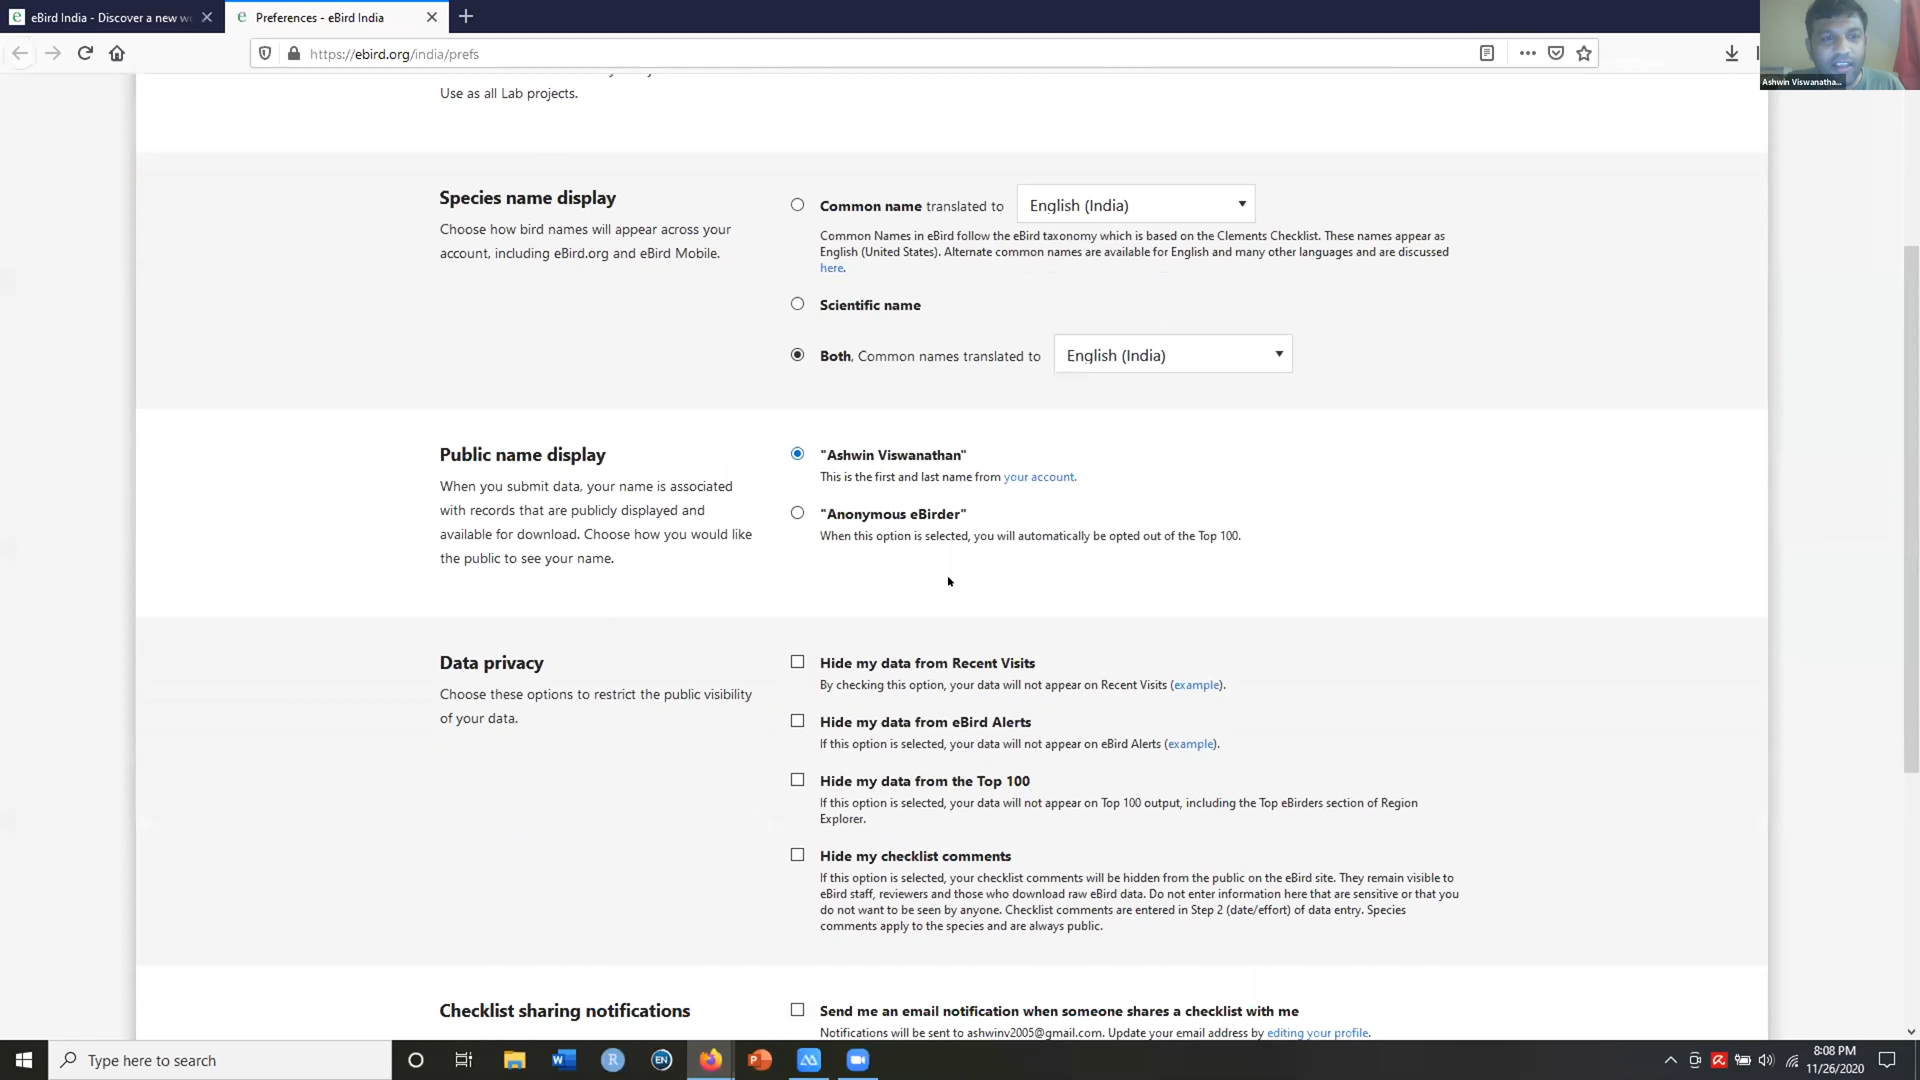 eBird India - Discover a new w
Preferences - eBird India
https://ebird.org/india/prefs
Ashwin Viswanatha...
Use as all Lab projects.
Species name display
Choose how bird names will appear across your
account, including eBird.org and eBird Mobile.
Common name translated to English (India)
Common Names in eBird follow the eBird taxonomy which is based on the Clements Checklist. These names appear as
English (United States). Alternate common names are available for English and many other languages and are discussed
here.
Scientific name
Both, Common names translated to English (India)
Public name display
When you submit data, your name is associated
with records that are publicly displayed and
available for download. Choose how you would like
the public to see your name.
"Ashwin Viswanathan"
This is the first and last name from your account.
"Anonymous eBirder"
When this option is selected, you will automatically be opted out of the Top 100.
Data privacy
Choose these options to restrict the public visibility
of your data.
Hide my data from Recent Visits
By checking this option, your data will not appear on Recent Visits (example).
Hide my data from eBird Alerts
If this option is selected, your data will not appear on eBird Alerts (example).
Hide my data from the Top 100
If this option is selected, your data will not appear on Top 100 output, including the Top eBirders section of Region
Explorer.
Hide my checklist comments
If this option is selected, your checklist comments will be hidden from the public on the eBird site. They remain visible to
eBird staff, reviewers and those who download raw eBird data. Do not enter information here that are sensitive or that you
do not want to be seen by anyone. Checklist comments are entered in Step 2 (date/effort) of data entry. Species
comments apply to the species and are always public.
Checklist sharing notifications
Send me an email notification when someone shares a checklist with me
Notifications will be sent to ashwinv2005@gmail.com. Update your email address by editing your profile.
Type here to search
EN
8:08 PM
11/26/2020